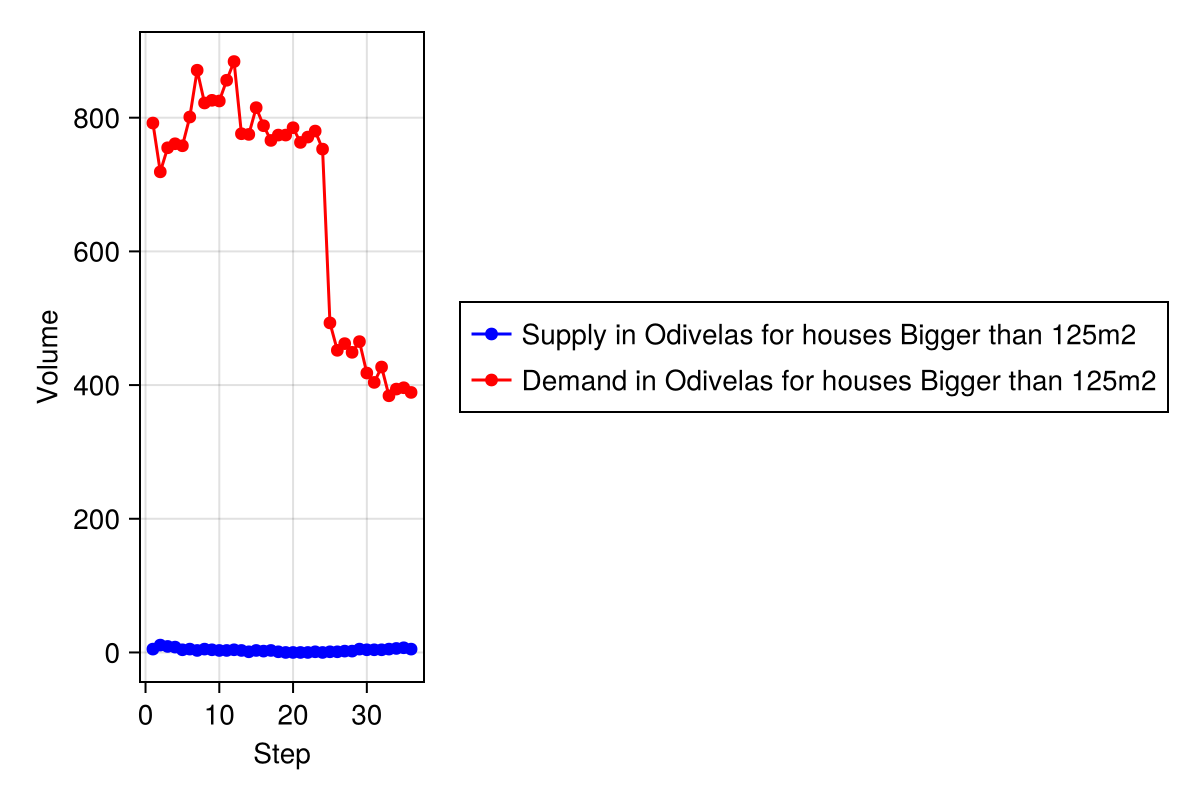 800
600
400
200
0
Volume
0 10 20 30
Step
Supply in Odivelas for houses Bigger than 125m2
Demand in Odivelas for houses Bigger than 125m2